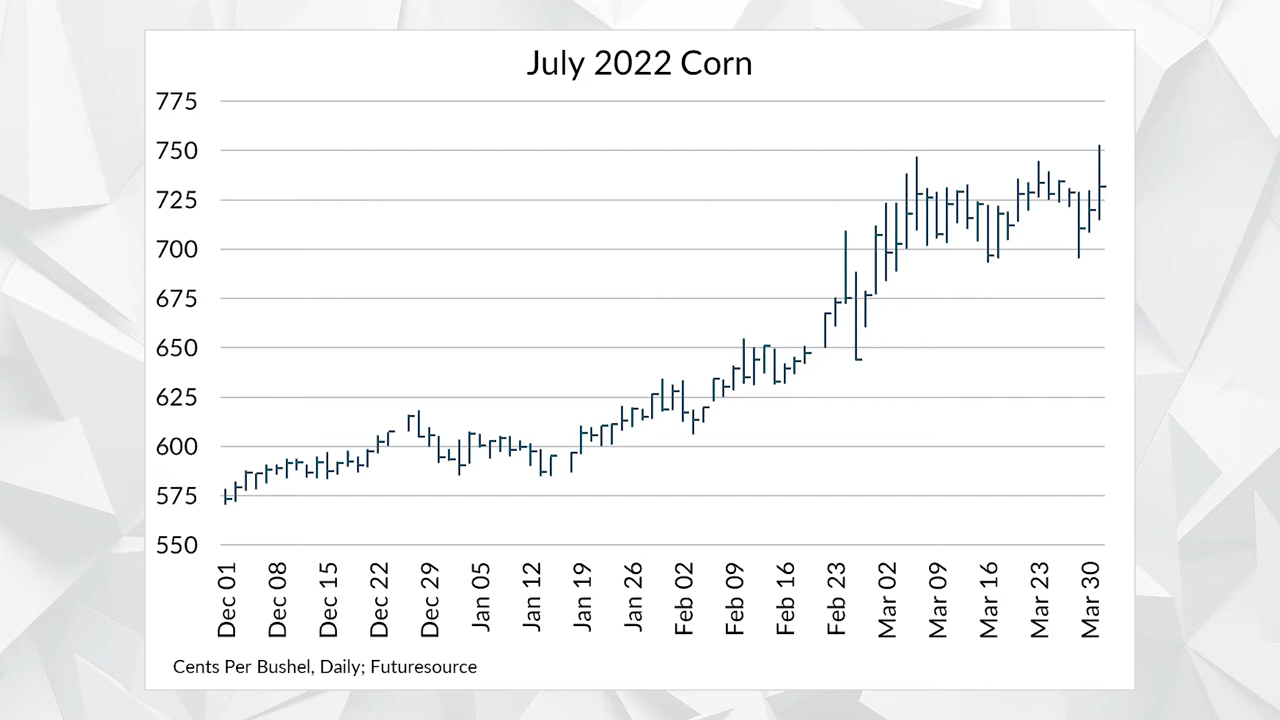 July 2022 Corn
775
750
725
700
675
650
625
600
575
550
Dec 01
Dec 08
Dec 15
Dec 22
Dec 29
Jan 05
Jan 12
Jan 19
Jan 26
Feb 02
Feb 09
Feb 16
Feb 23
Mar 02
Mar 09
Mar 16
Mar 23
Mar 30
Cents Per Bushel, Daily; Futuresource